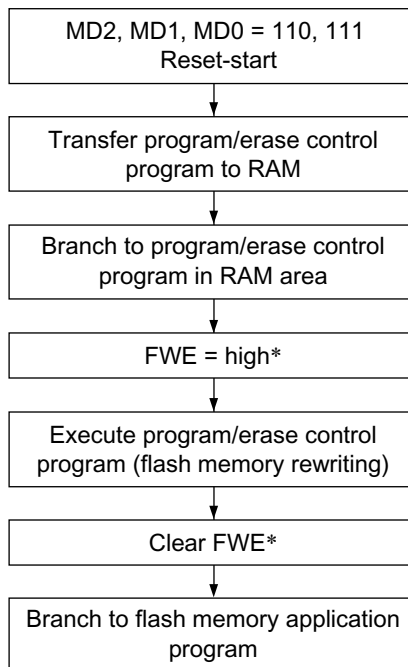 MD2, MD1, MD0 = 110, 111
Reset-start
Transfer program/erase control
program to RAM
Branch to program/erase control
program in RAM area
FWE = high*
Execute program/erase control
program (flash memory rewriting)
Clear FWE*
Branch to flash memory application
program